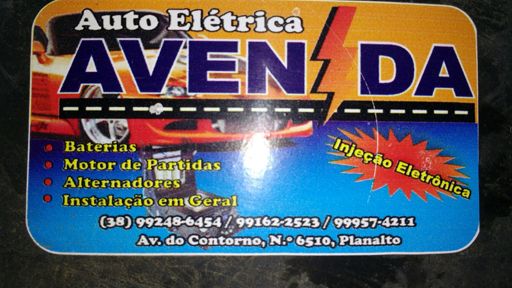 Auto Elétrica
AVENIDA
• Baterias
• Motor de Partidas
• Alternadores
• Instalação em Geral
Injeção Eletrônica
(38) 99248-6454 / 99162-2523 / 99957-4211
Av. do Contorno, N.º 6510, Planalto